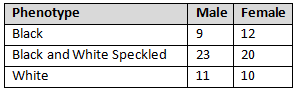 Phenotype Male Female
Black 9 12
Black and White Speckled 23 20
White 11 10